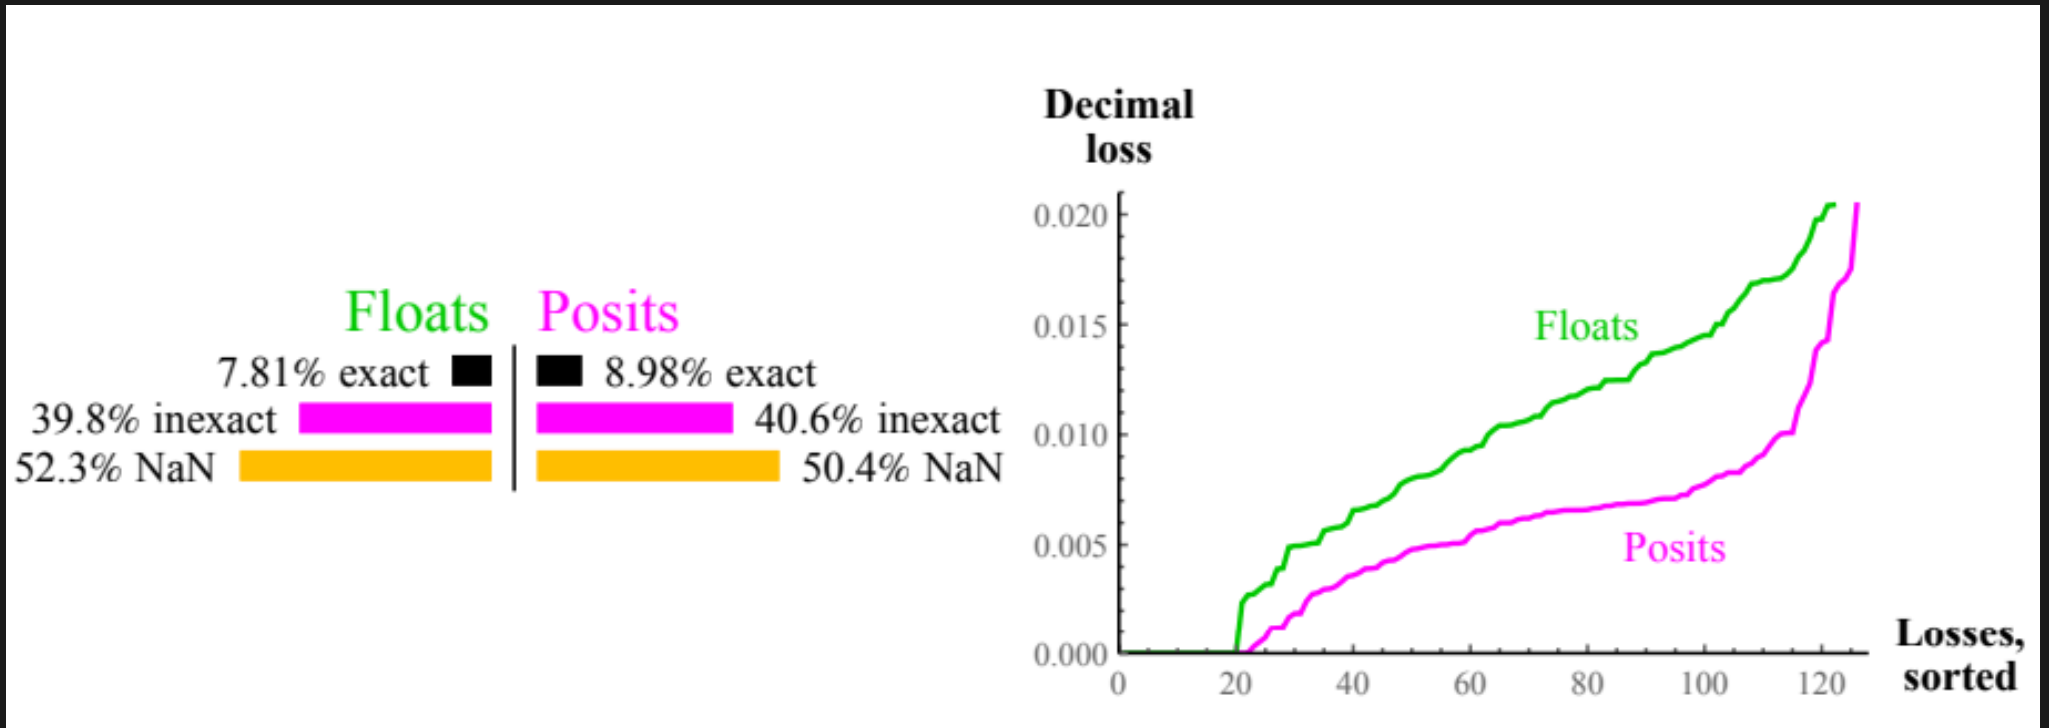 Floats
Posits
7.81% exact
8.98% exact
39.8% inexact
40.6% inexact
52.3% NaN
50.4% NaN
Decimal
loss
0.020
0.015
0.010
0.005
0.000
Floats
Posits
0
20
40
60
80
100
120
Losses,
sorted